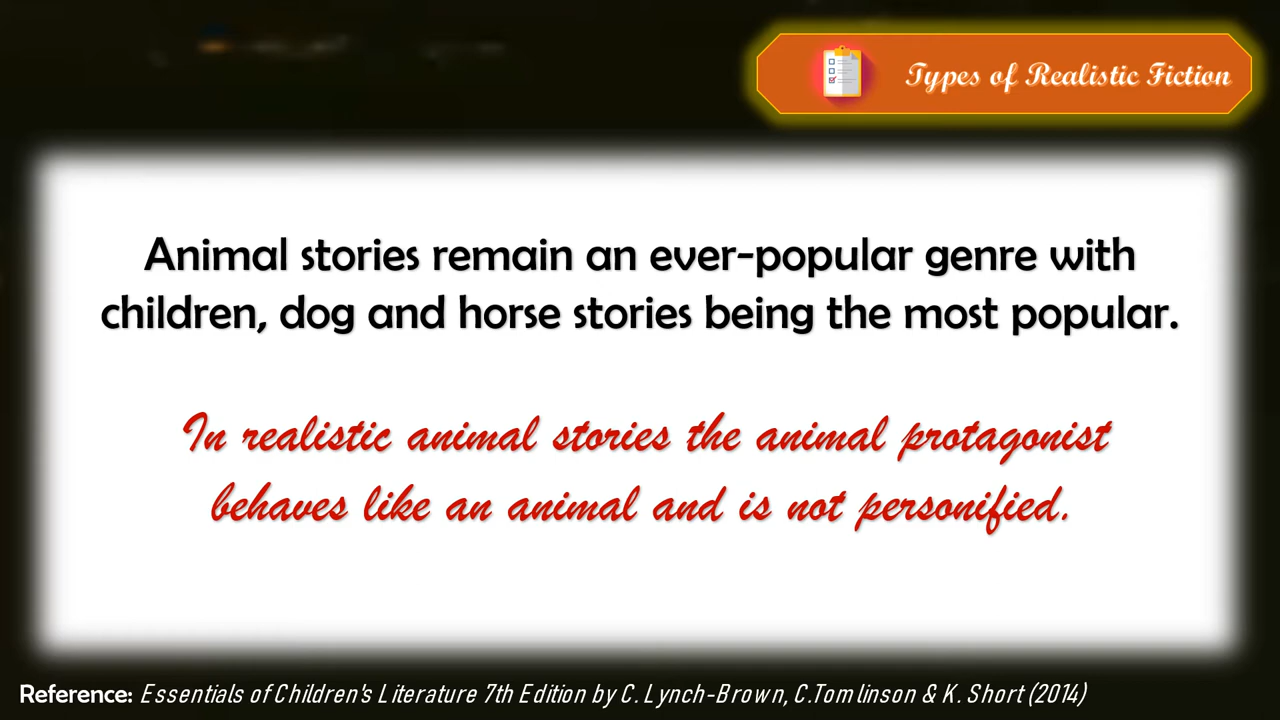 Types of Realistic Fiction
Animal stories remain an ever-popular genre with
children, dog and horse stories being the most popular.
In realistic animal stories the animal protagonist
behaves like an animal and is not personified.
Reference: Essentials of Children's Literature 7th Edition by C. Lynch-Brown, C.Tomlinson & K. Short (2014)